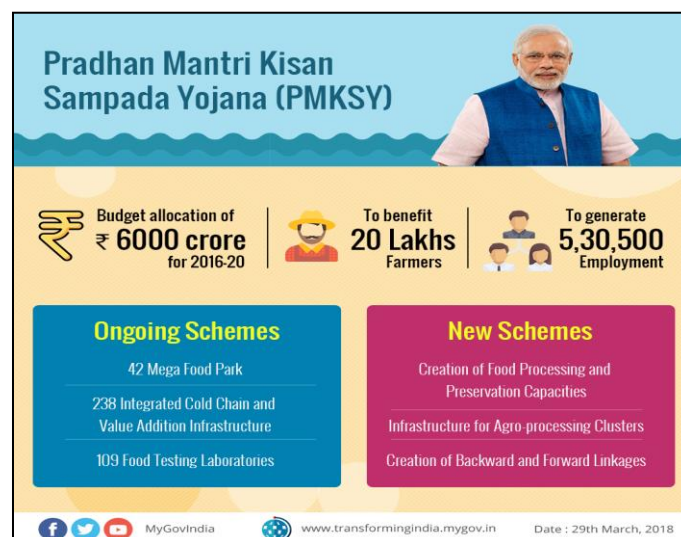 Pradhan Mantri Kisan
Sampada Yojana (PMKSY)
Budget allocation of
₹ 6000 crore
for 2016-20
To benefit
20 Lakhs
Farmers
To generate
5,30,500
Employment
Ongoing Schemes
42 Mega Food Park
238 Integrated Cold Chain and
Value Addition Infrastructure
109 Food Testing Laboratories
New Schemes
Creation of Food Processing and
Preservation Capacities
Infrastructure for Agro-processing Clusters
Creation of Backward and Forward Linkages
MyGovIndia
www.transformingindia.mygov.in
Date : 29th March, 2018